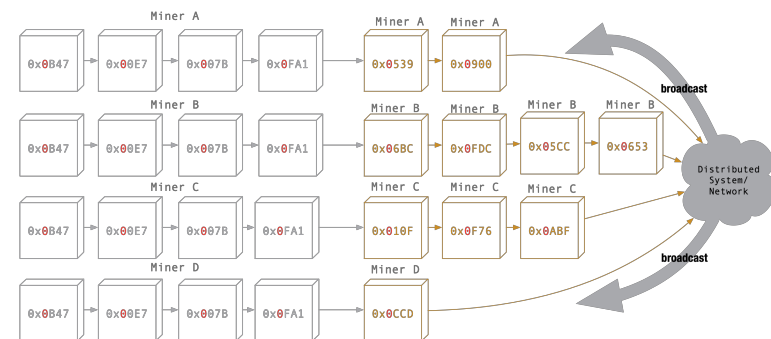 Miner A
Miner A Miner A
0x0B47 0x00E7 0x007B 0x0FA1 0x0539 0x0900
broadcast
Miner B
Miner B Miner B Miner B Miner B
0x0B47 0x00E7 0x007B 0x0FA1 0x06BC 0x0FDC 0x05CC 0x0653
Distributed
System/
Network
Miner C
Miner C Miner C Miner C
0x0B47 0x00E7 0x007B 0x0FA1 0x010F 0x0F76 0x0ABF
broadcast
Miner D
Miner D
0x0B47 0x00E7 0x007B 0x0FA1 0x0CCD